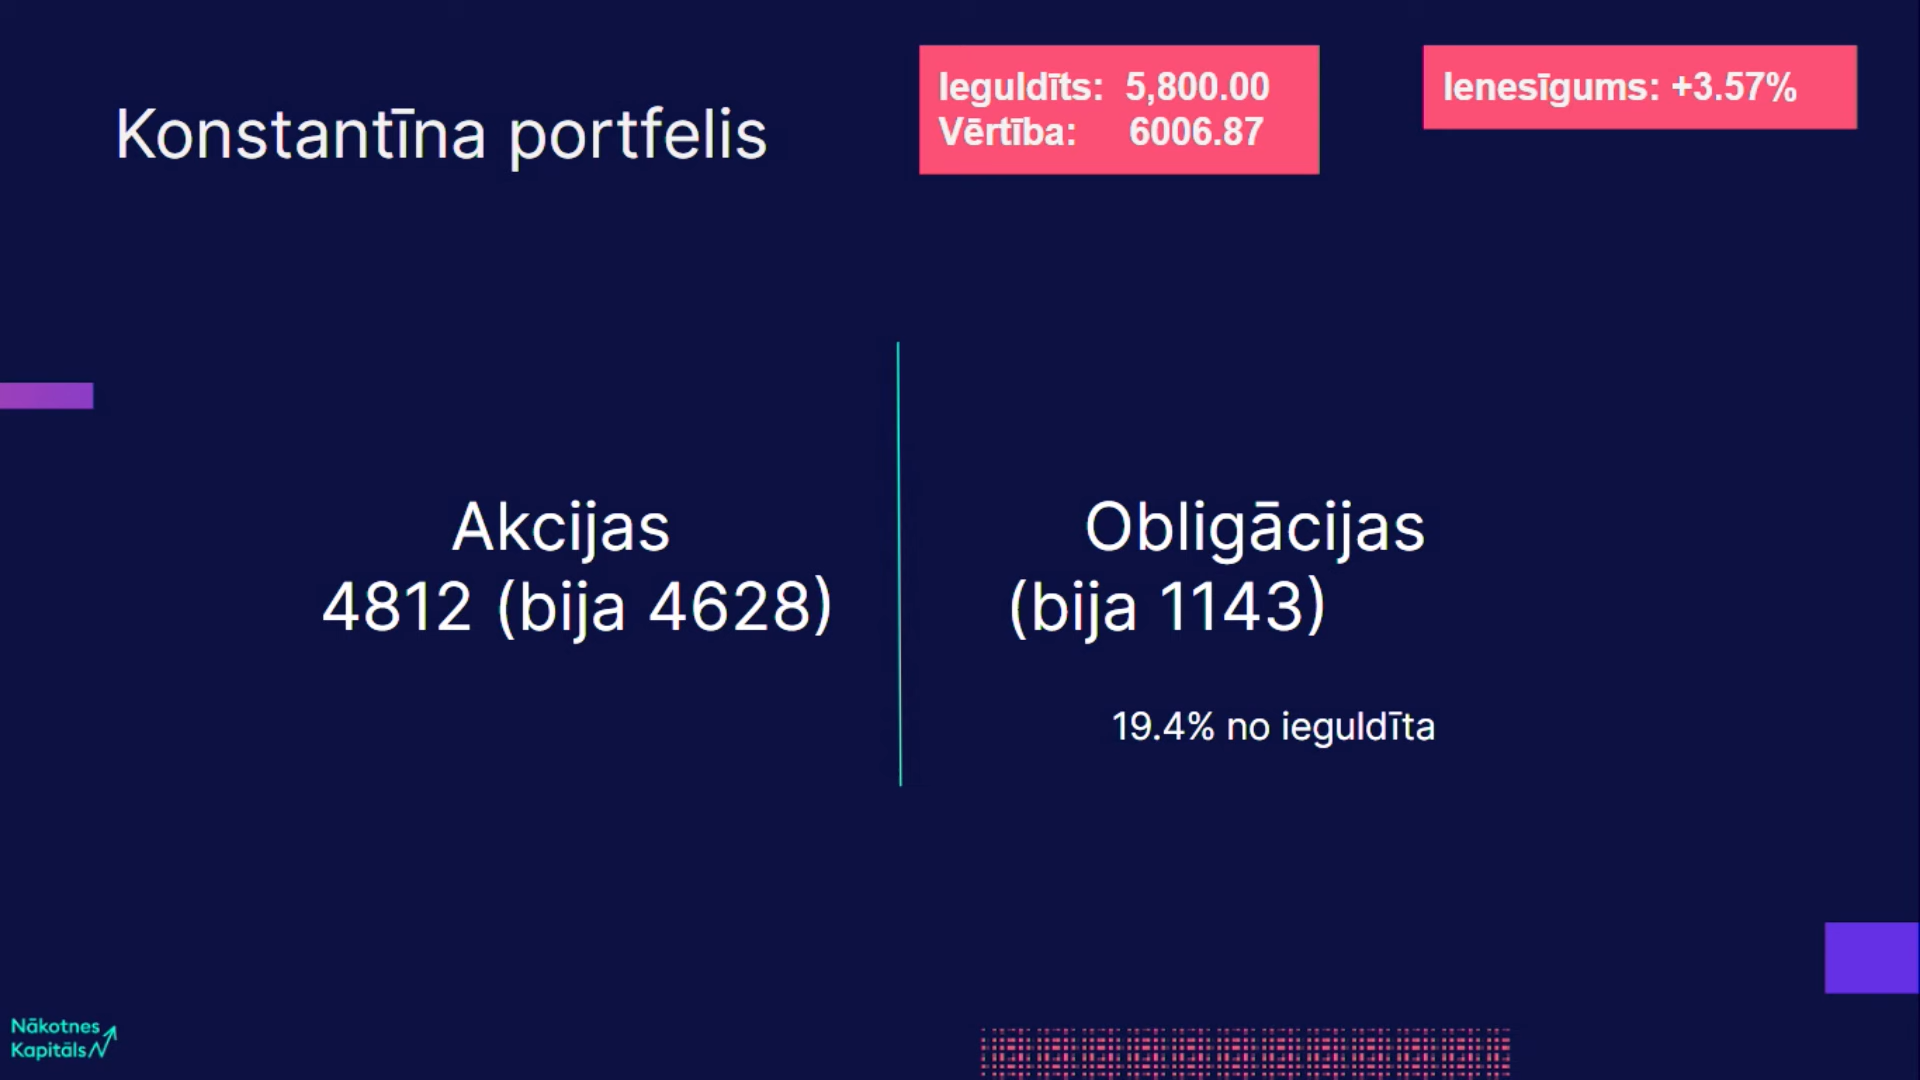 Konstantīna portfelis
Ieguldīts: 5,800.00
Vērtība: 6006.87
Ienesīgums: +3.57%
Akcijas
4812 (bija 4628)
Obligācijas
(bija 1143)
19.4% no ieguldīta
Nākotnes
Kapitāls